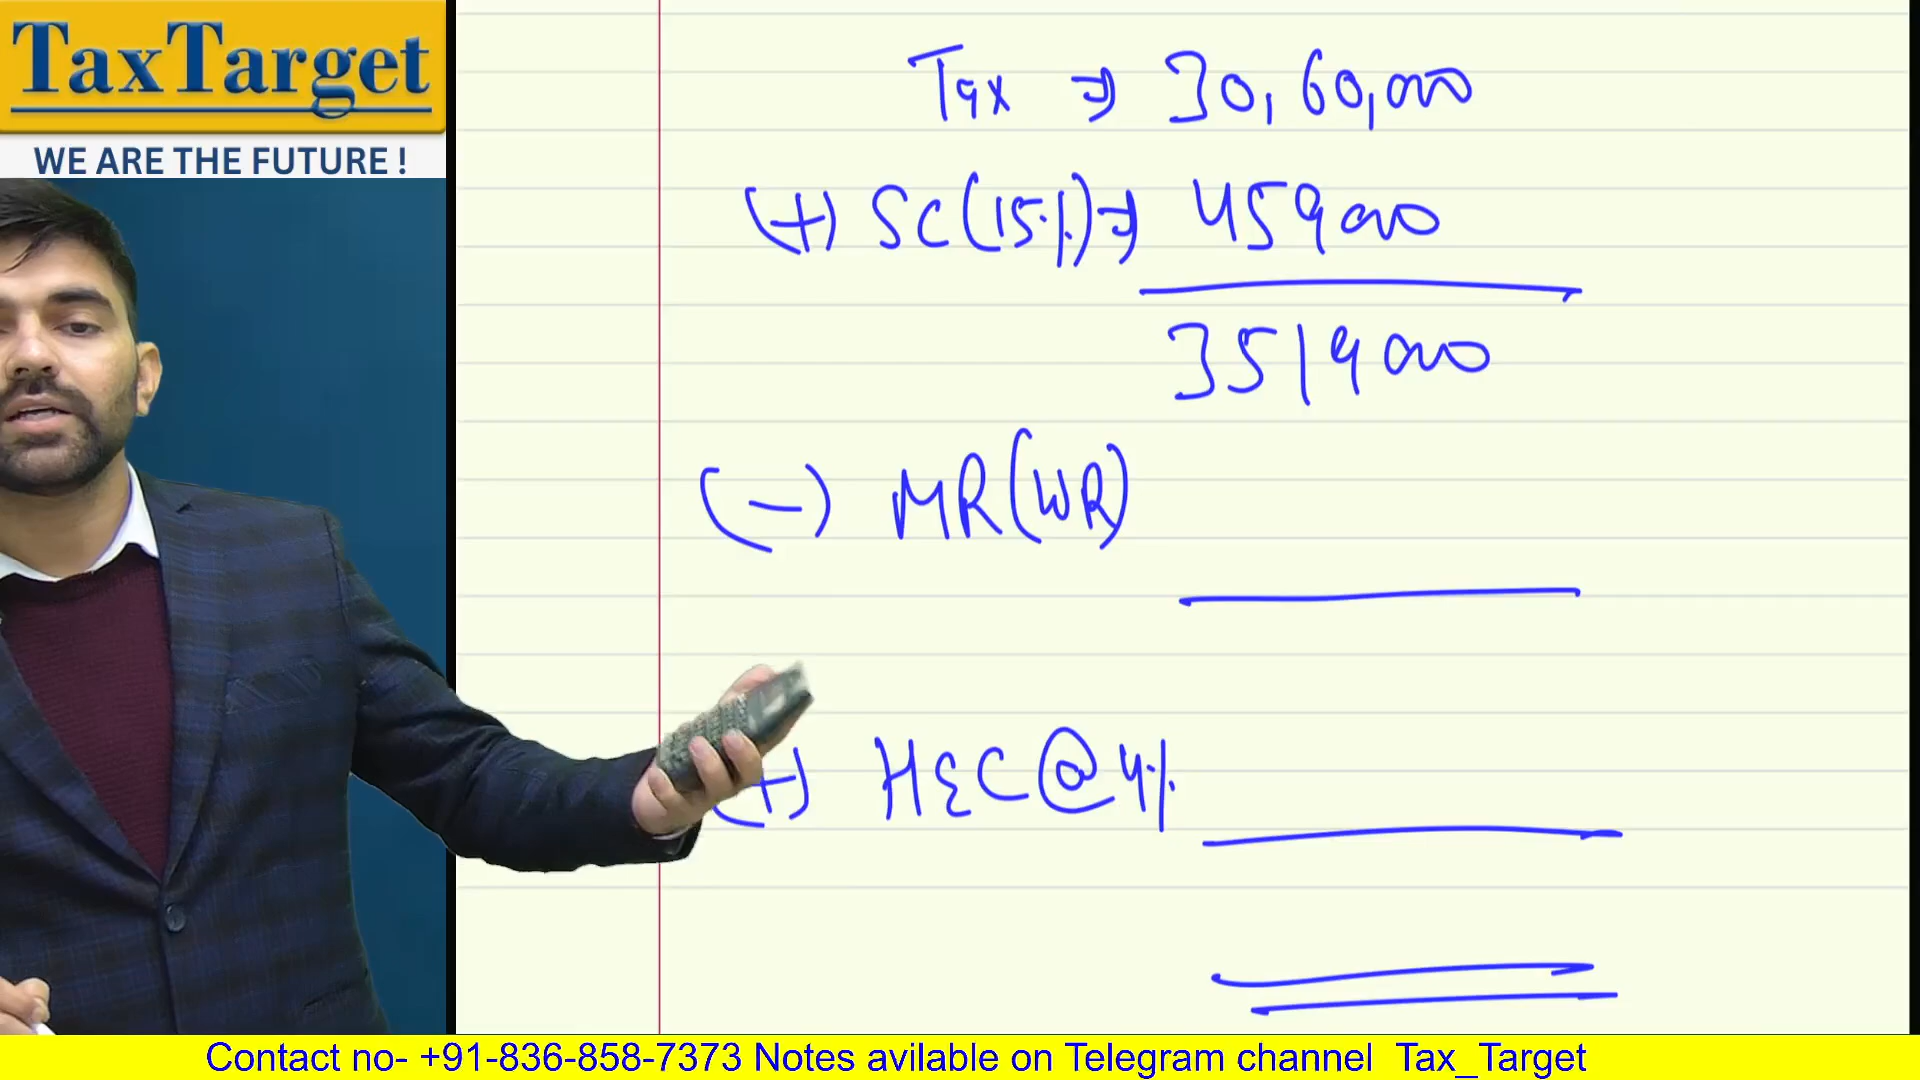 TaxTarget
WE ARE THE FUTURE !
Tax ⇒ 30,60,000
(+) SC(15%) ⇒ 459000
3519000
(-) MR(WR)
(+) H&C @ 4%
Contact no- +91-836-858-7373 Notes avilable on Telegram channel Tax_Target